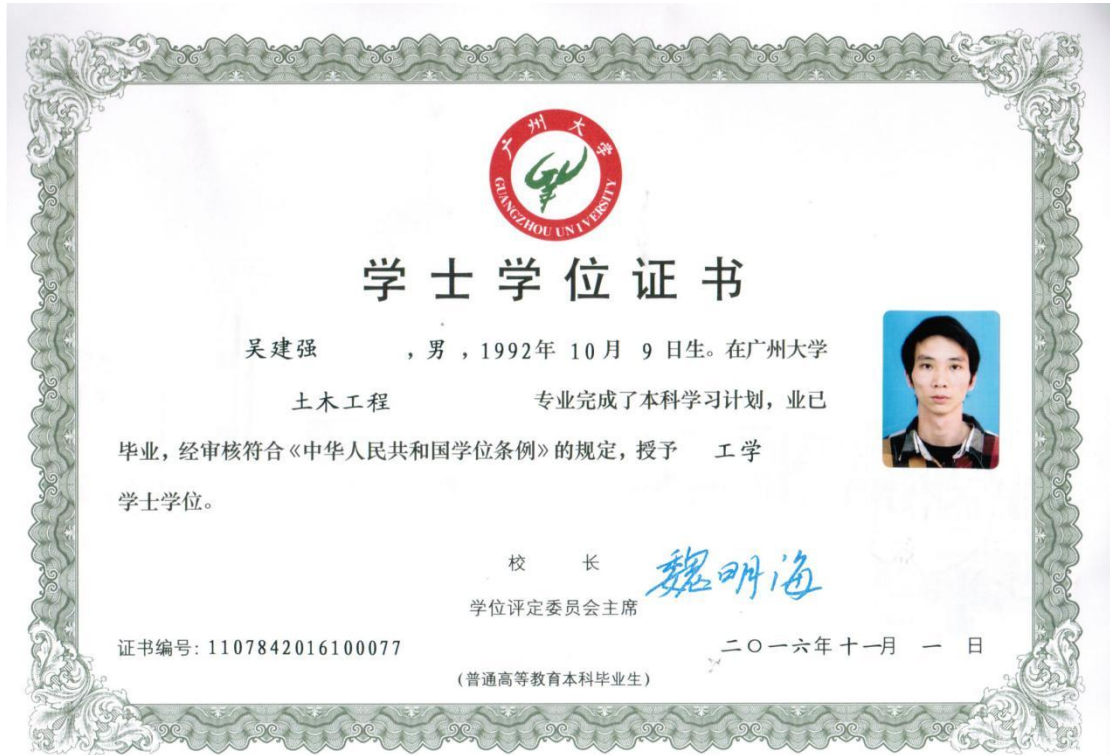 广州大学
GUANGZHOU UNIVERSITY
学士学位证书
吴建强 ,男,1992年 10月 9 日生。在广州大学
土木工程 专业完成了本科学习计划,业已
毕业,经审核符合《中华人民共和国学位条例》的规定,授予 工学
学士学位。
校 长 魏明海
学位评定委员会主席
证书编号:1107842016100077 二〇一六年十一月 一 日
(普通高等教育本科毕业生)